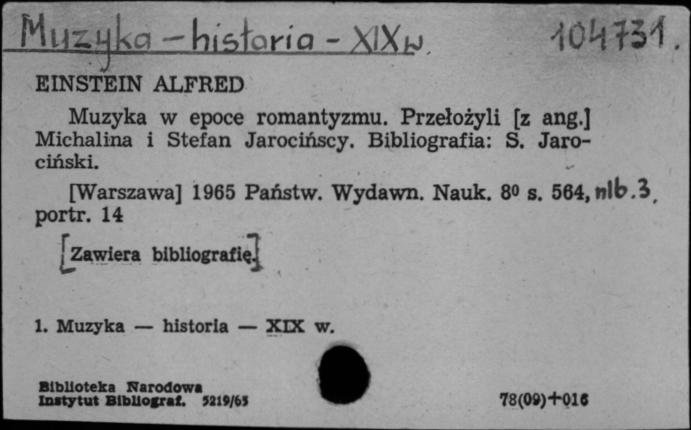 Muzyka - historia - XIX w. 104731.
EINSTEIN ALFRED
Muzyka w epoce romantyzmu. Przełożyli [z ang.]
Michalina i Stefan Jarocińscy. Bibliografia: S. Jaro-
ciński.
[Warszawa] 1965 Państw. Wydawn. Nauk. 8⁰ s. 564, nlb. 3,
portr. 14
[Zawiera bibliografię]
1. Muzyka — historia — XIX w.
Biblioteka Narodowa
Instytut Bibliograf. 5219/65
78(09)+016